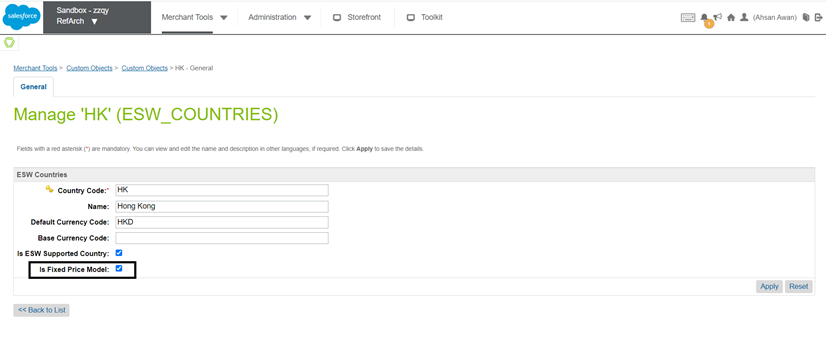 salesforce
Sandbox - zzqy
RefArch
Merchant Tools
Administration
Storefront
Toolkit
1
(Ahsan Awan)
Merchant Tools > Custom Objects > Custom Objects > HK - General
General
Manage 'HK' (ESW_COUNTRIES)
Fields with a red asterisk (*) are mandatory. You can view and edit the name and description in other languages, if required. Click Apply to save the details.
ESW Countries
Country Code:* HK
Name: Hong Kong
Default Currency Code: HKD
Base Currency Code:
Is ESW Supported Country:
Is Fixed Price Model:
Apply Reset
<< Back to List